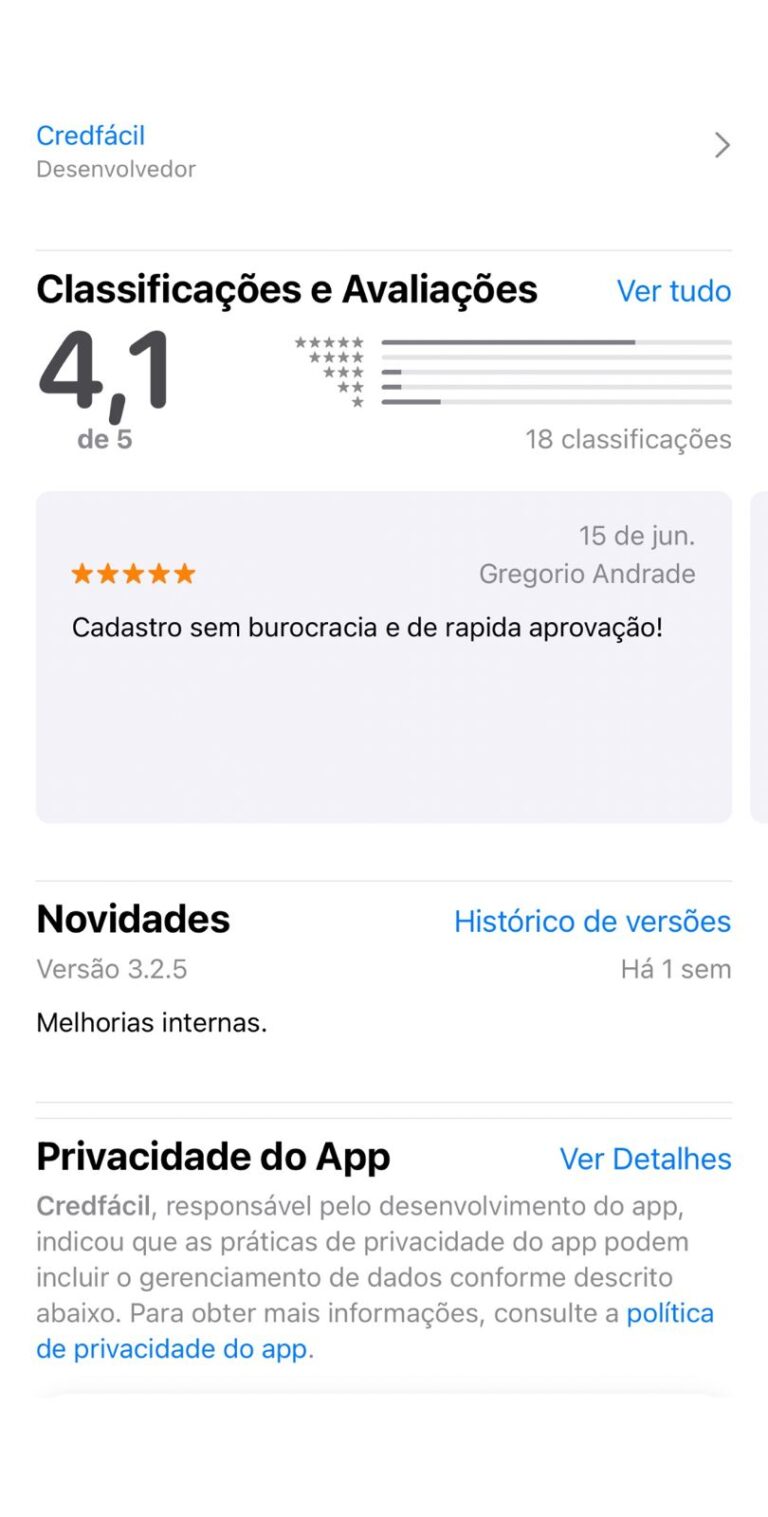 Credfácil
Desenvolvedor
Classificações e Avaliações
Ver tudo
4,1
de 5
★★★★★
★★★★
★★★
★★
★
18 classificações
15 de jun.
★★★★★
Gregorio Andrade
Cadastro sem burocracia e de rapida aprovação!
Novidades
Histórico de versões
Versão 3.2.5
Há 1 sem
Melhorias internas.
Privacidade do App
Ver Detalhes
Credfácil, responsável pelo desenvolvimento do app,
indicou que as práticas de privacidade do app podem
incluir o gerenciamento de dados conforme descrito
abaixo. Para obter mais informações, consulte a política
de privacidade do app.